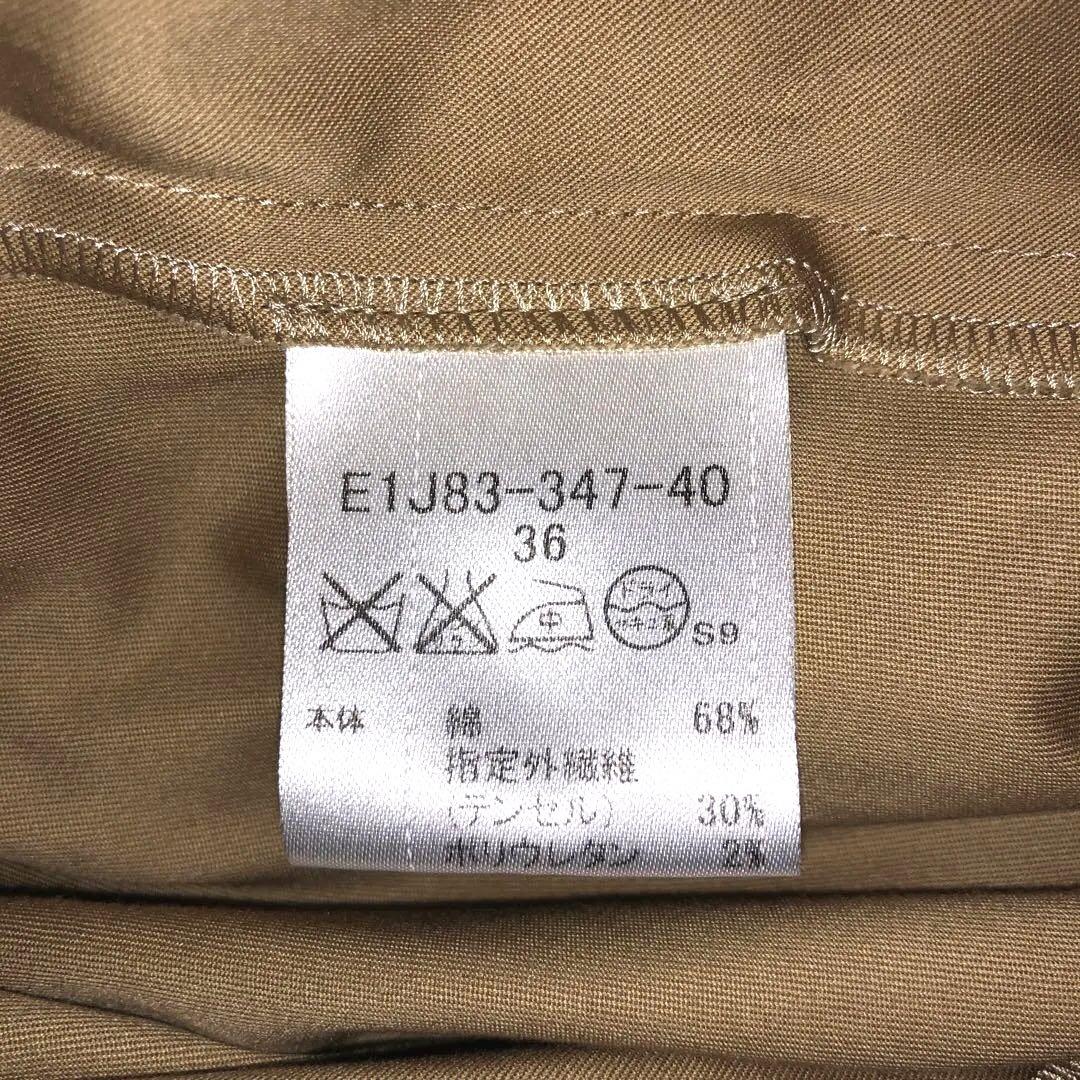 E1J83-347-40
36
中 ドライ S9
本体 綿 68%
指定外繊維
(テンセル) 30%
ポリウレタン 2%